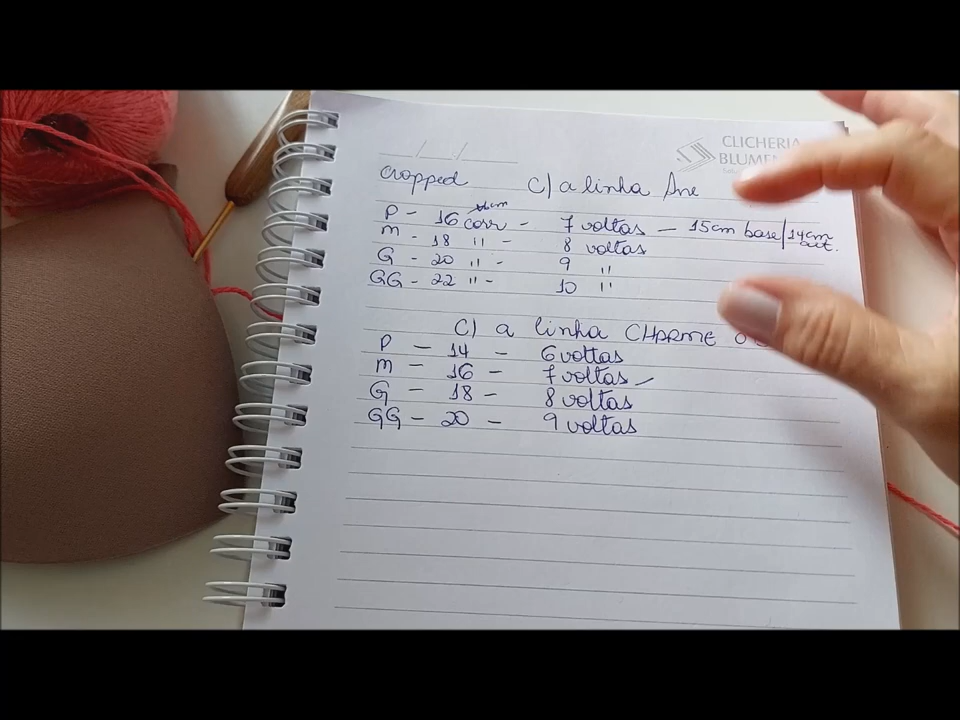 CLICHERIA
BLUMEN
cropped C/ a linha Ane
P - 16 corr - 7 voltas - 15cm base/14cm
M - 18 " - 8 voltas
G - 20 " - 9 "
GG - 22 " - 10 "
C/ a linha CHARME
P - 14 - 6 voltas
M - 16 - 7 voltas -
G - 18 - 8 voltas
GG - 20 - 9 voltas